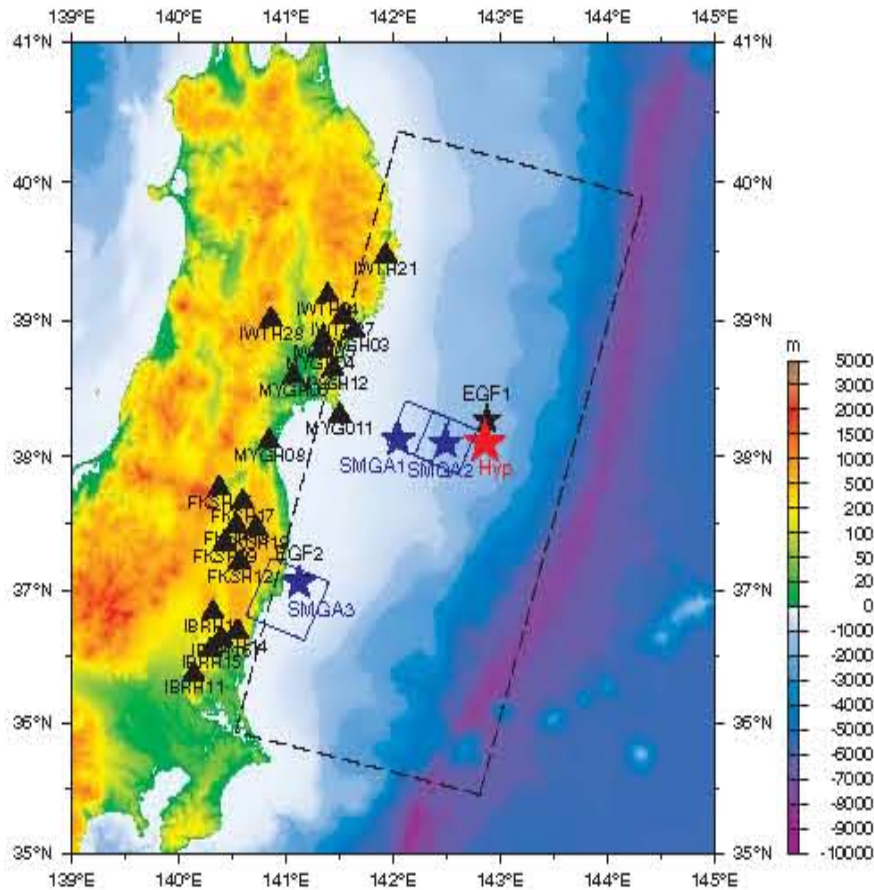 139°E 140°E 141°E 142°E 143°E 144°E 145°E
41°N 41°N
40°N 40°N
IWTH21
39°N 39°N
IWTH28
MYGH12
EGF1
MYG011
38°N 38°N
MYGH08
SMGA1 SMGA2 Hyp
FKSH17
FKSH19
FKSH12
EGF2
37°N 37°N
SMGA3
IBRH15
IBRH11
36°N 36°N
35°N 35°N
139°E 140°E 141°E 142°E 143°E 144°E 145°E
m
5000
3000
2000
1000
500
200
100
50
20
0
-1000
-2000
-3000
-4000
-5000
-6000
-7000
-8000
-9000
-10000